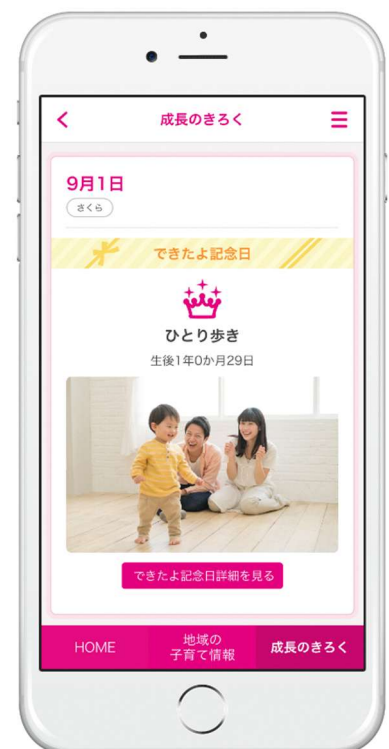 成長のきろく
9月1日
さくら
できたよ記念日
ひとり歩き
生後1年0か月29日
できたよ記念日詳細を見る
HOME
地域の
子育て情報
成長のきろく